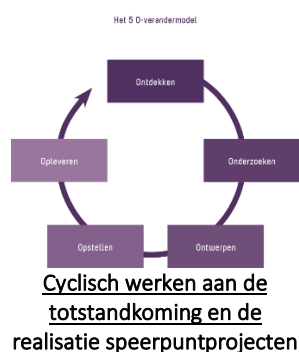 Het 5 O-verandermodel
Ontdekken
Opleveren
Onderzoeken
Opstellen
Ontwerpen
Cyclisch werken aan de
totstandkoming en de
realisatie speerpuntprojecten